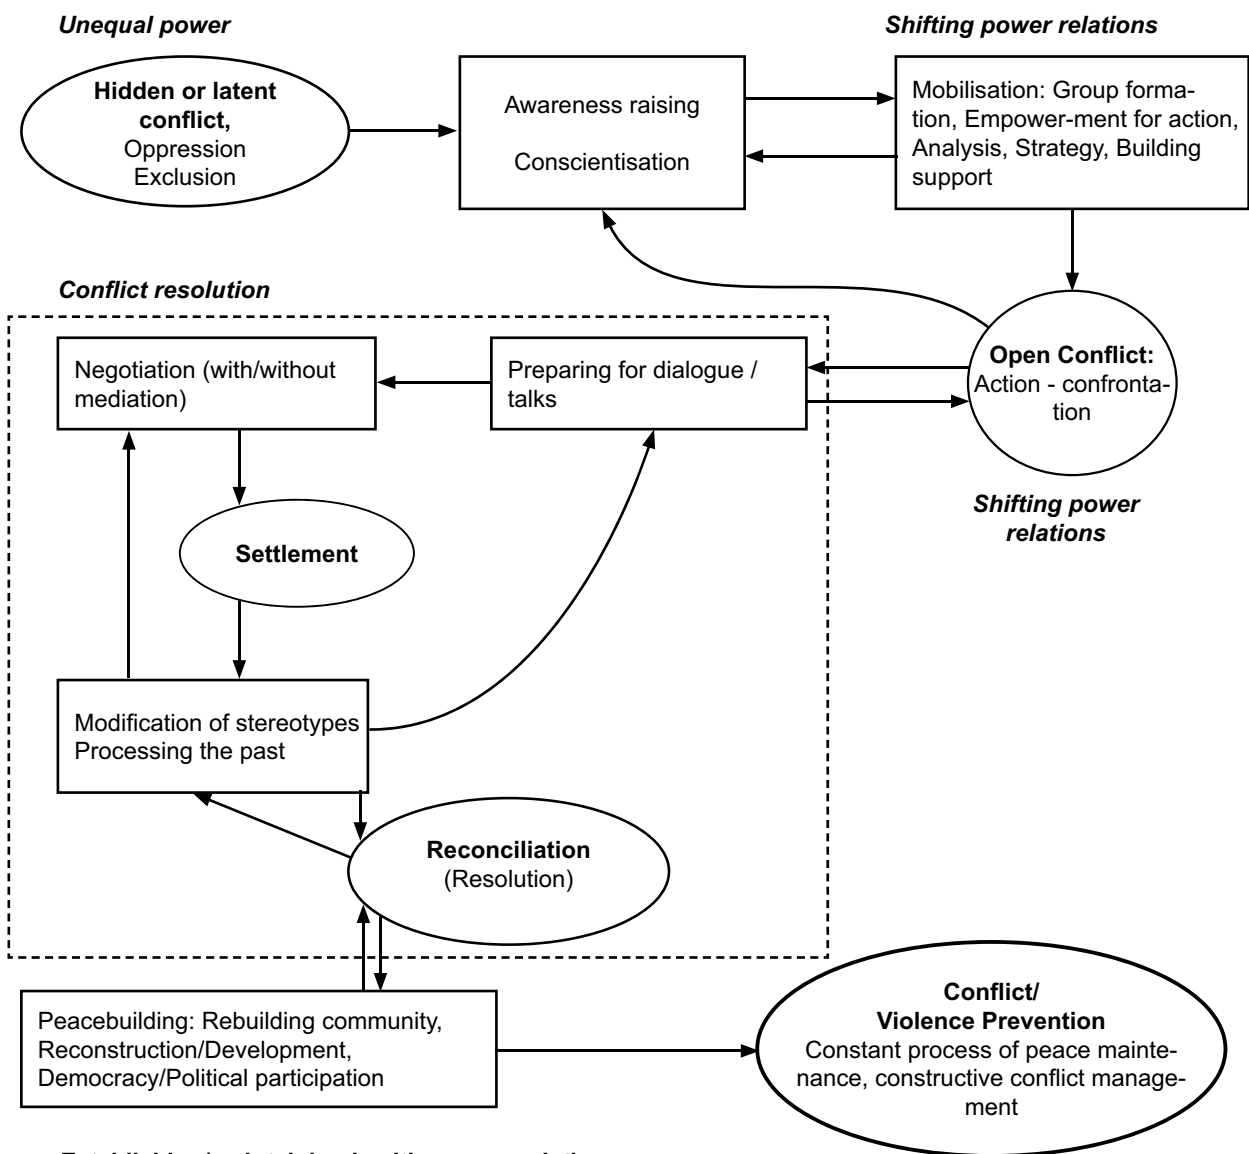 Unequal power
Shifting power relations
Hidden or latent
conflict,
Oppression
Exclusion
Awareness raising
Conscientisation
Mobilisation: Group forma-
tion, Empower-ment for action,
Analysis, Strategy, Building
support
Conflict resolution
Negotiation (with/without
mediation)
Preparing for dialogue /
talks
Open Conflict:
Action - confronta-
tion
Shifting power
relations
Settlement
Modification of stereotypes
Processing the past
Reconciliation
(Resolution)
Peacebuilding: Rebuilding community,
Reconstruction/Development,
Democracy/Political participation
Conflict/
Violence Prevention
Constant process of peace mainte-
nance, constructive conflict manage-
ment